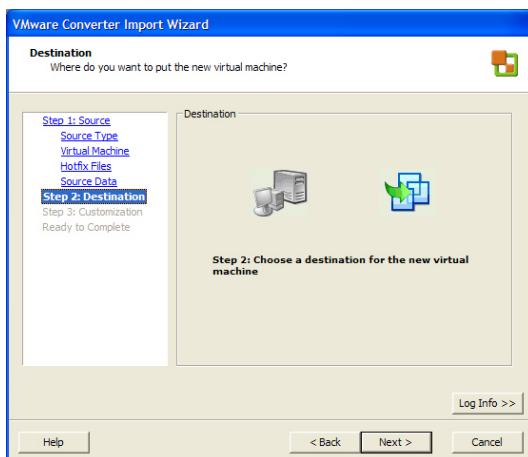 VMware Converter Import Wizard
Destination
Where do you want to put the new virtual machine?
Step 1: Source
Source Type
Virtual Machine
Hotfix Files
Source Data
Step 2: Destination
Step 3: Customization
Ready to Complete
Destination
Step 2: Choose a destination for the new virtual
machine
Log Info >>
Help
< Back
Next >
Cancel